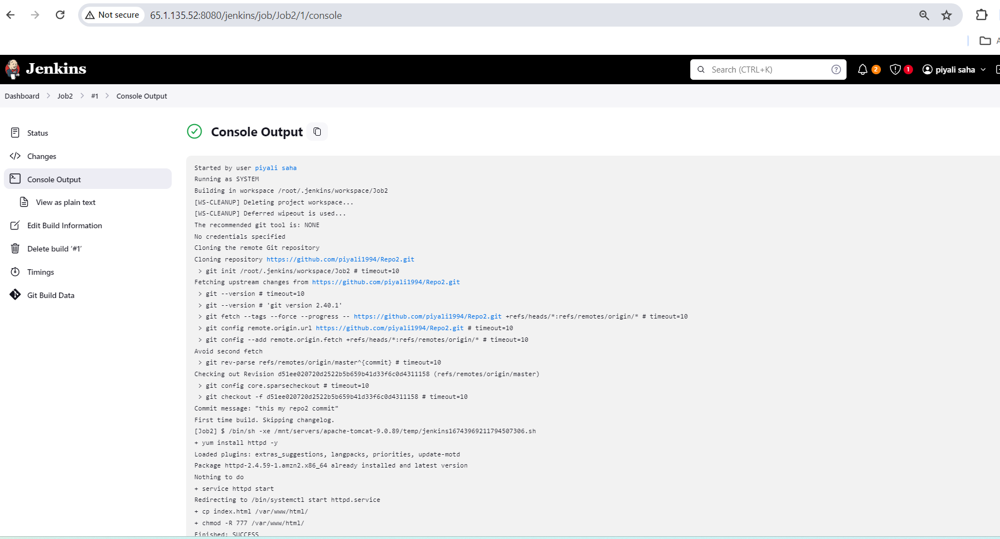 Not secure
65.1.135.52:8080/jenkins/job/Job2/1/console
Jenkins
Search (CTRL+K)
2
1
piyali saha
Dashboard
Job2
#1
Console Output
Status
Changes
Console Output
View as plain text
Edit Build Information
Delete build ‘#1’
Timings
Git Build Data
Console Output
Started by user piyali saha
Running as SYSTEM
Building in workspace /root/.jenkins/workspace/Job2
[WS-CLEANUP] Deleting project workspace...
[WS-CLEANUP] Deferred wipeout is used...
The recommended git tool is: NONE
No credentials specified
Cloning the remote Git repository
Cloning repository https://github.com/piyali1994/Repo2.git
> git init /root/.jenkins/workspace/Job2 # timeout=10
Fetching upstream changes from https://github.com/piyali1994/Repo2.git
> git --version # timeout=10
> git --version # 'git version 2.40.1'
> git fetch --tags --force --progress -- https://github.com/piyali1994/Repo2.git +refs/heads/*:refs/remotes/origin/* # timeout=10
> git config remote.origin.url https://github.com/piyali1994/Repo2.git # timeout=10
> git config --add remote.origin.fetch +refs/heads/*:refs/remotes/origin/* # timeout=10
Avoid second fetch
> git rev-parse refs/remotes/origin/master^{commit} # timeout=10
Checking out Revision d51ee020720d2522b5b659b41d33f6c0d4311158 (refs/remotes/origin/master)
> git config core.sparsecheckout # timeout=10
> git checkout -f d51ee020720d2522b5b659b41d33f6c0d4311158 # timeout=10
Commit message: "this my repo2 commit"
First time build. Skipping changelog.
[Job2] $ /bin/sh -xe /mnt/servers/apache-tomcat-9.0.89/temp/jenkins16743969211794507306.sh
+ yum install httpd -y
Loaded plugins: extras_suggestions, langpacks, priorities, update-motd
Package httpd-2.4.59-1.amzn2.x86_64 already installed and latest version
Nothing to do
+ service httpd start
Redirecting to /bin/systemctl start httpd.service
+ cp index.html /var/www/html/
+ chmod -R 777 /var/www/html/
Finished: SUCCESS